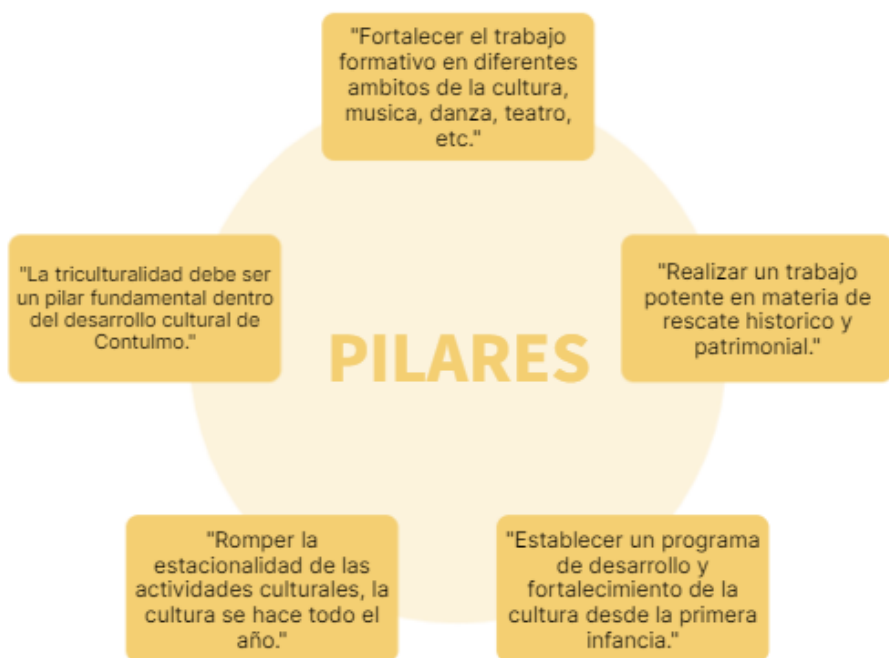 "Fortalecer el trabajo
formativo en diferentes
ambitos de la cultura,
musica, danza, teatro,
etc."
"La triculturalidad debe ser
un pilar fundamental dentro
del desarrollo cultural de
Contulmo."
"Realizar un trabajo
potente en materia de
rescate historico y
patrimonial."
PILARES
"Romper la
estacionalidad de las
actividades culturales, la
cultura se hace todo el
año."
"Establecer un programa
de desarrollo y
fortalecimiento de la
cultura desde la primera
infancia."